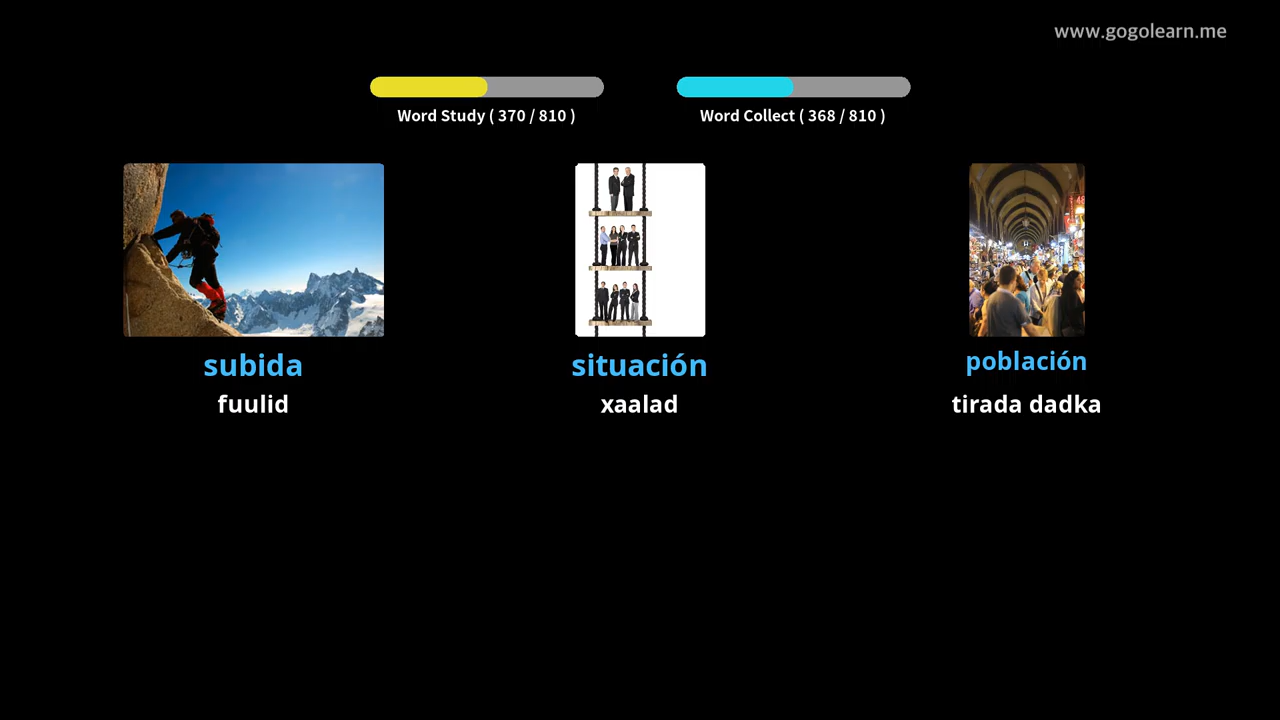 www.gogolearn.me
Word Study ( 370 / 810 )
Word Collect ( 368 / 810 )
subida
situación
población
fuulid
xaalad
tirada dadka